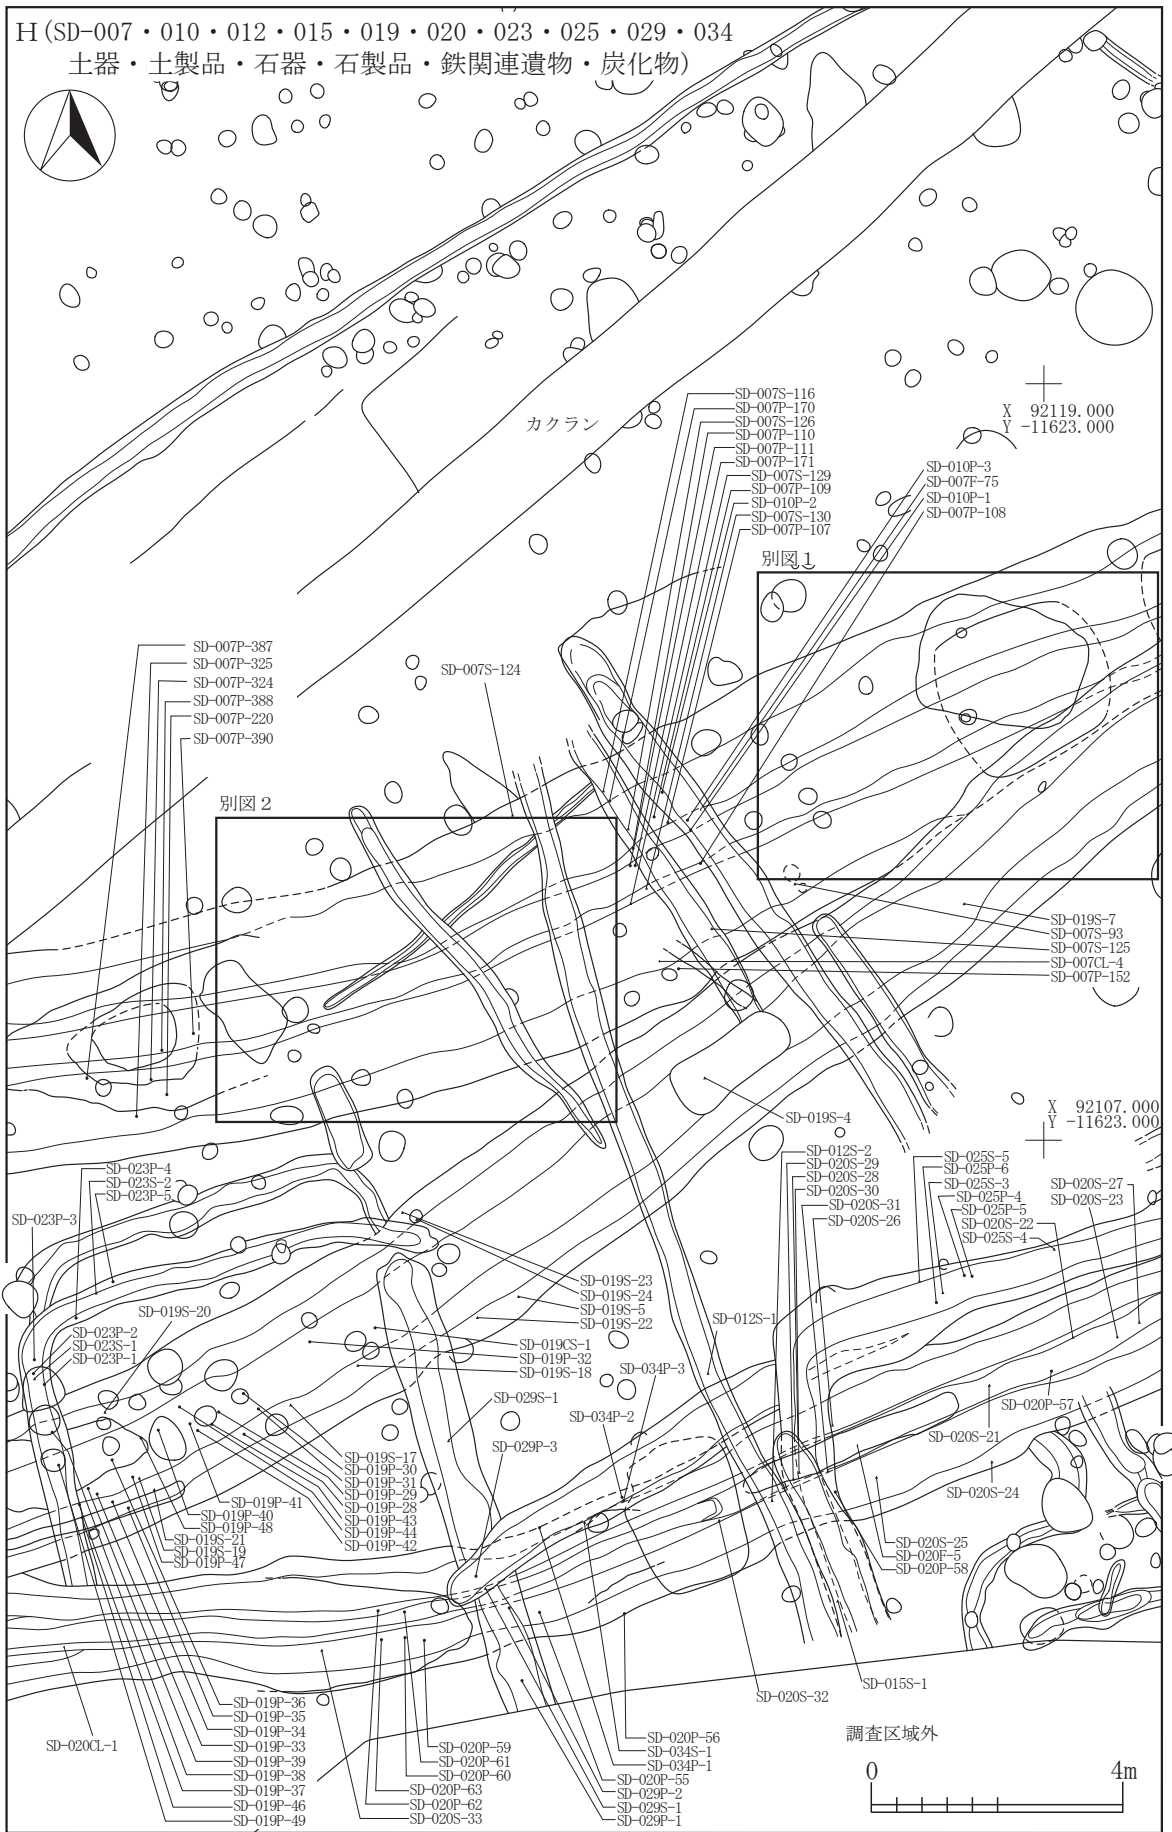 H(SD-007・010・012・015・019・020・023・025・029・034
土器・土製品・石器・石製品・鉄関連遺物・炭化物)
カクラン
X 92119.000
Y -11623.000
SD-007S-116
SD-007P-170
SD-007S-126
SD-007P-110
SD-007P-111
SD-007P-171
SD-007S-129
SD-007P-109
SD-010P-2
SD-007S-130
SD-007P-107
SD-010P-3
SD-007F-75
SD-010P-1
SD-007P-108
別図1
SD-007P-387
SD-007P-325
SD-007P-324
SD-007P-388
SD-007P-220
SD-007P-390
SD-007S-124
別図2
SD-019S-7
SD-007S-93
SD-007S-125
SD-007CL-4
SD-007P-152
SD-019S-4
X 92107.000
Y -11623.000
SD-012S-2
SD-020S-29
SD-020S-28
SD-020S-30
SD-020S-31
SD-020S-26
SD-025S-5
SD-025P-6
SD-025S-3
SD-025P-4
SD-025P-5
SD-020S-22
SD-025S-4
SD-020S-27
SD-020S-23
SD-023P-4
SD-023S-2
SD-023P-5
SD-023P-3
SD-019S-20
SD-023P-2
SD-023S-1
SD-023P-1
SD-019S-23
SD-019S-24
SD-019S-5
SD-019S-22
SD-019CS-1
SD-019P-32
SD-019S-18
SD-012S-1
SD-034P-3
SD-029S-1
SD-034P-2
SD-029P-3
SD-020P-57
SD-020S-21
SD-020S-24
SD-019S-17
SD-019P-30
SD-019P-31
SD-019P-29
SD-019P-28
SD-019P-43
SD-019P-44
SD-019P-42
SD-019P-41
SD-019P-40
SD-019P-48
SD-019S-21
SD-019S-19
SD-019P-47
SD-020S-25
SD-020F-5
SD-020P-58
SD-015S-1
SD-020S-32
SD-019P-36
SD-019P-35
SD-019P-34
SD-019P-33
SD-019P-39
SD-019P-38
SD-019P-37
SD-019P-46
SD-019P-49
SD-020CL-1
SD-020P-59
SD-020P-61
SD-020P-60
SD-020P-63
SD-020P-62
SD-020S-33
SD-020P-56
SD-034S-1
SD-034P-1
SD-020P-55
SD-029P-2
SD-029S-1
SD-029P-1
調査区域外
0 4m